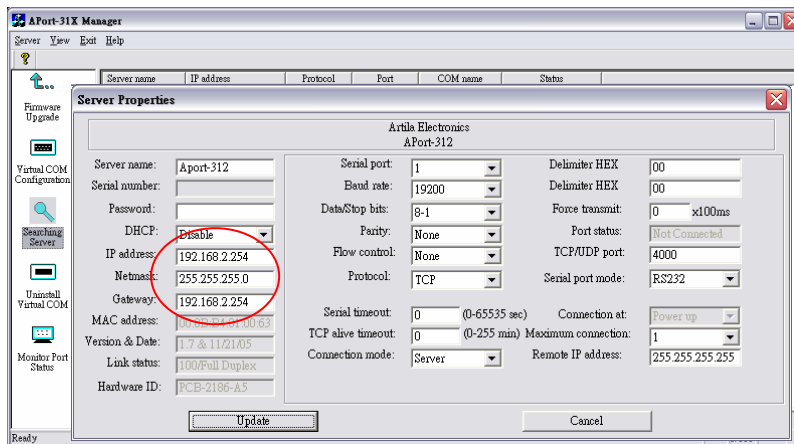 APort-31X Manager
Server View Exit Help
Server name IP address Protocol Port COM name Status
Firmware
Upgrade
Virtual COM
Configuration
Searching
Server
Uninstall
Virtual COM
Monitor Port
Status
Ready
Server Properties
Artila Electronics
APort-312
Server name: Aport-312
Serial number:
Password:
DHCP: Disable
IP address: 192.168.2.254
Netmask: 255.255.255.0
Gateway: 192.168.2.254
MAC address: 00.0B.E4.01.00.63
Version & Date: 1.7 & 11/21/05
Link status: 100/Full Duplex
Hardware ID: PCB-2186-A5
Serial port: 1
Baud rate: 19200
Data/Stop bits: 8-1
Parity: None
Flow control: None
Protocol: TCP
Serial timeout: 0 (0-65535 sec)
TCP alive timeout: 0 (0-255 min)
Connection mode: Server
Delimiter HEX 00
Delimiter HEX 00
Force transmit: 0 x100ms
Port status: Not Connected
TCP/UDP port: 4000
Serial port mode: RS232
Connection at: Power up
Maximum connection: 1
Remote IP address: 255.255.255.255
Update
Cancel